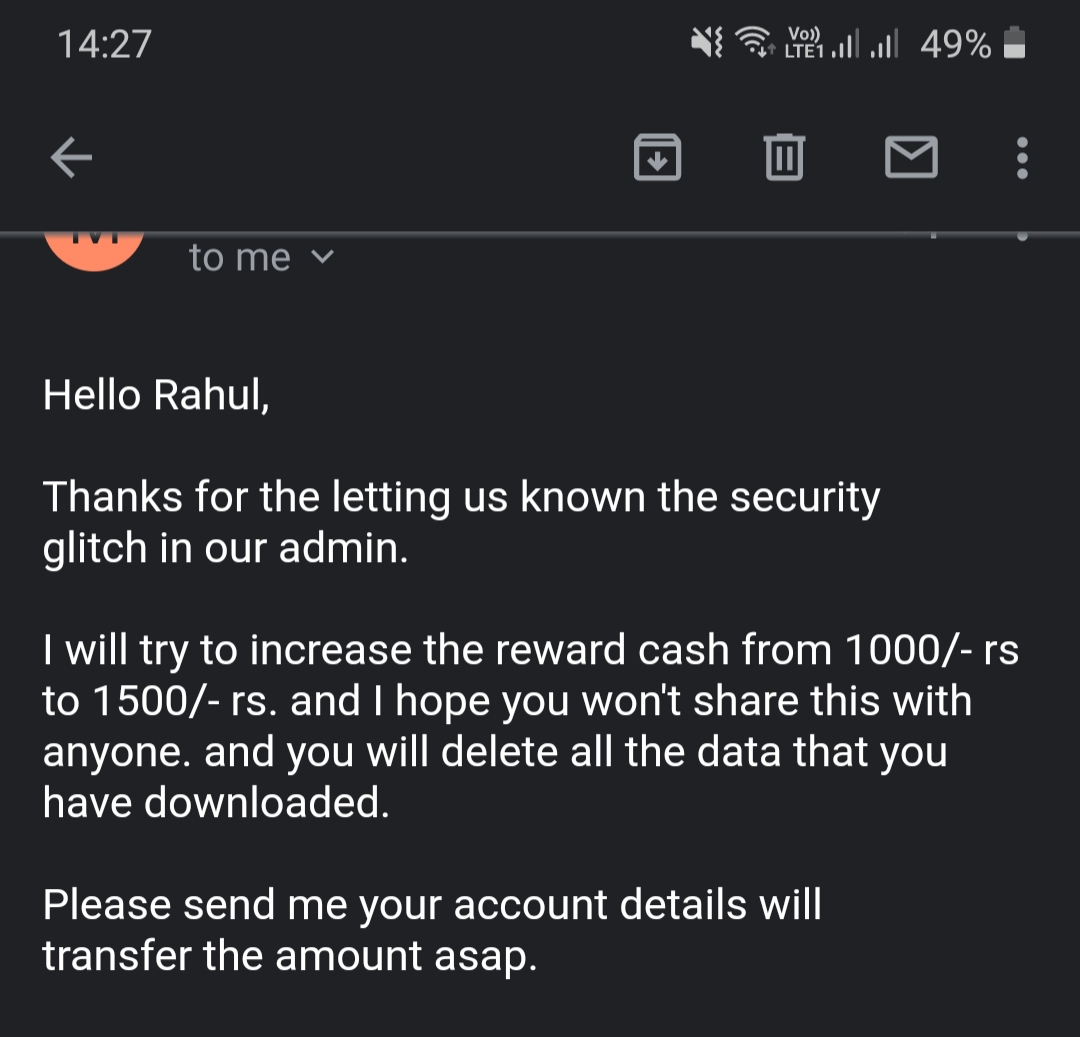 14:27
Vo)) LTE1 49%
to me
Hello Rahul,
Thanks for the letting us known the security
glitch in our admin.
I will try to increase the reward cash from 1000/- rs
to 1500/- rs. and I hope you won't share this with
anyone. and you will delete all the data that you
have downloaded.
Please send me your account details will
transfer the amount asap.